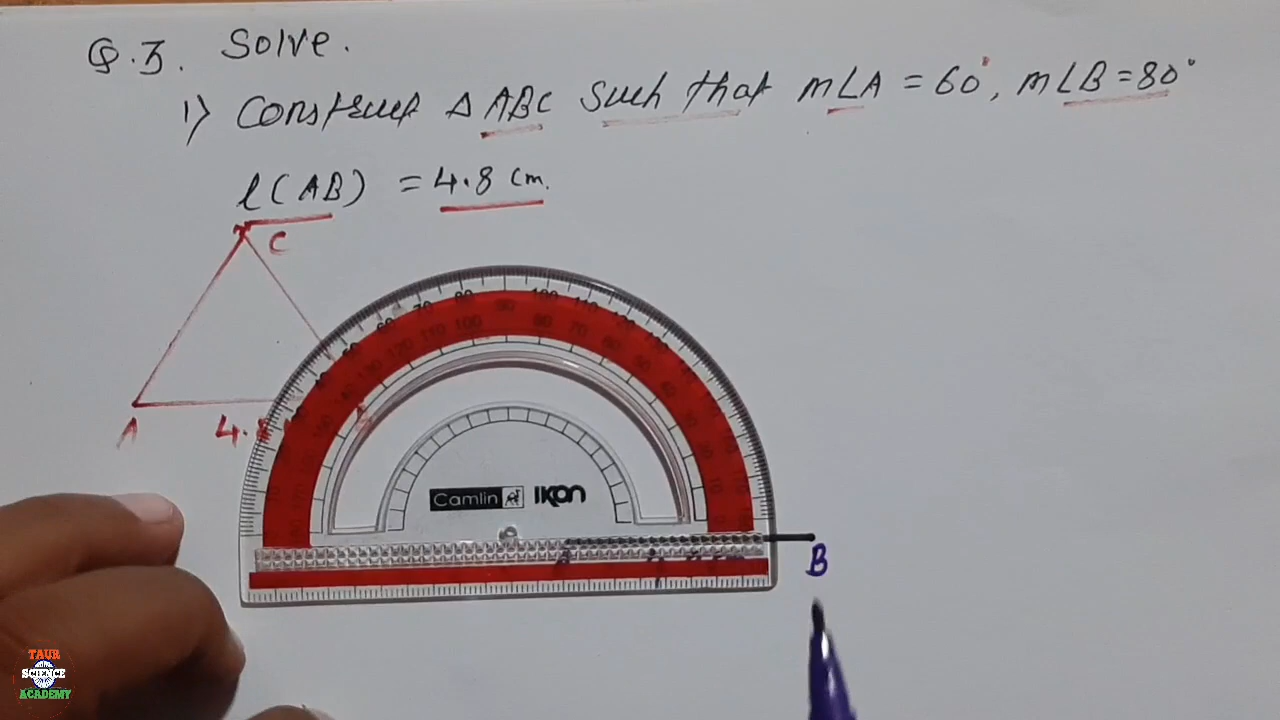 Q.3. Solve.
1) Construct △ ABC such that m∠A = 60°, m∠B = 80°
l(AB) = 4.8 cm.
C
A
4.8
Camlin IKON
B
TAUR
SCIENCE
ACADEMY